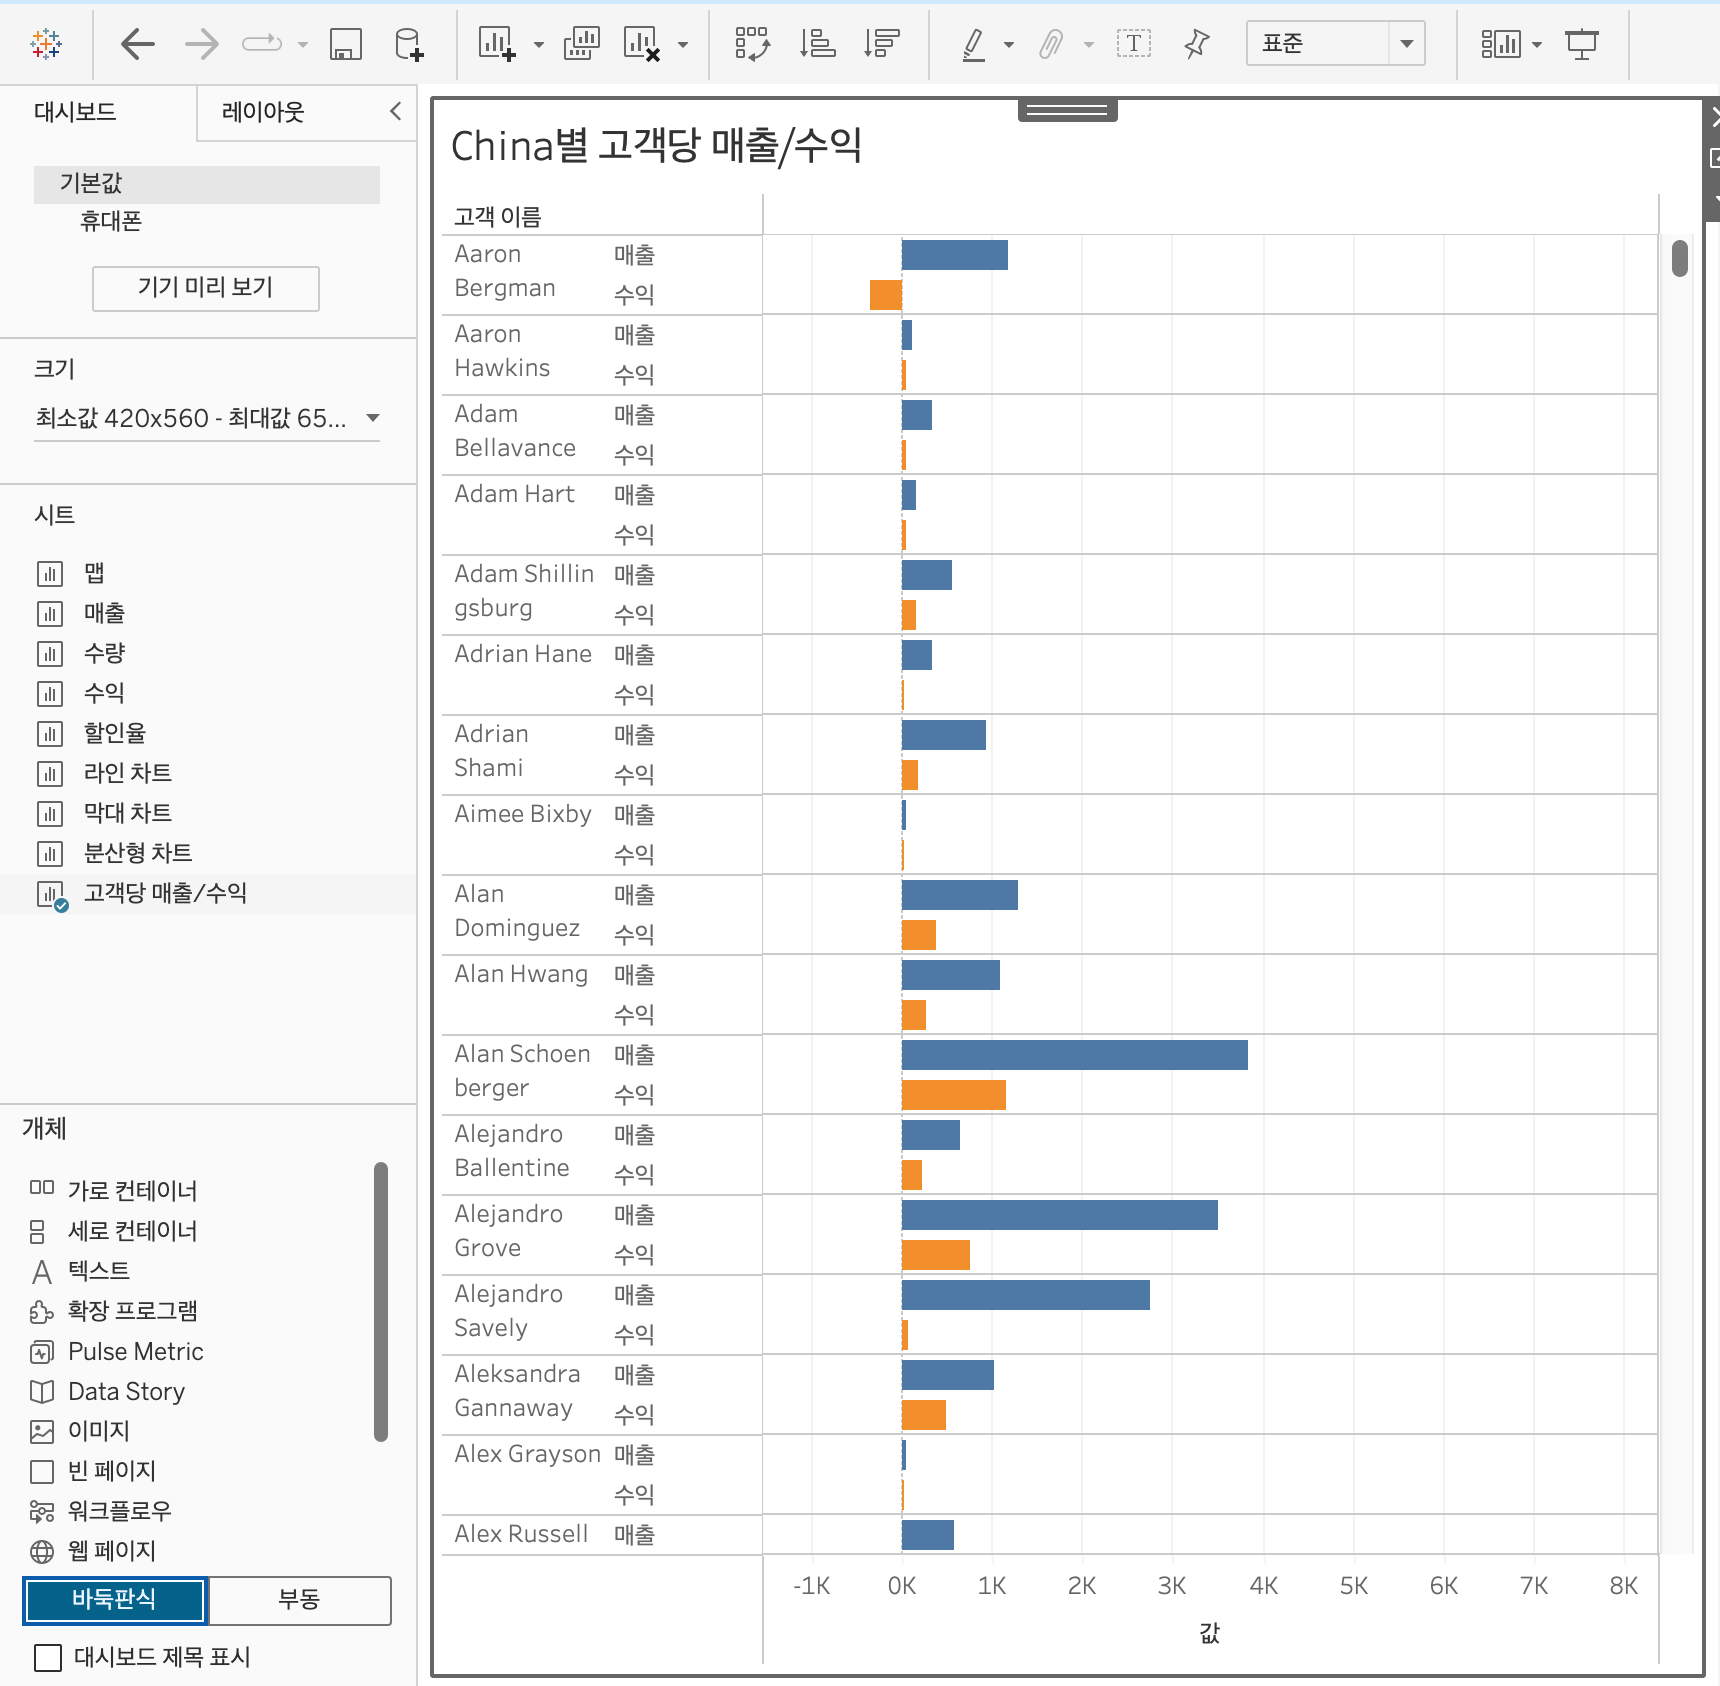 표준
대시보드
레이아웃
기본값
휴대폰
기기 미리 보기
크기
최소값 420x560 - 최대값 65...
시트
맵
매출
수량
수익
할인율
라인 차트
막대 차트
분산형 차트
고객당 매출/수익
개체
가로 컨테이너
세로 컨테이너
텍스트
확장 프로그램
Pulse Metric
Data Story
이미지
빈 페이지
워크플로우
웹 페이지
바둑판식
부동
대시보드 제목 표시
China별 고객당 매출/수익
고객 이름
Aaron 매출
Bergman 수익
Aaron 매출
Hawkins 수익
Adam 매출
Bellavance 수익
Adam Hart 매출
수익
Adam Shillin 매출
gsburg 수익
Adrian Hane 매출
수익
Adrian 매출
Shami 수익
Aimee Bixby 매출
수익
Alan 매출
Dominguez 수익
Alan Hwang 매출
수익
Alan Schoen 매출
berger 수익
Alejandro 매출
Ballentine 수익
Alejandro 매출
Grove 수익
Alejandro 매출
Savely 수익
Aleksandra 매출
Gannaway 수익
Alex Grayson 매출
수익
Alex Russell 매출
-1K 0K 1K 2K 3K 4K 5K 6K 7K 8K
값